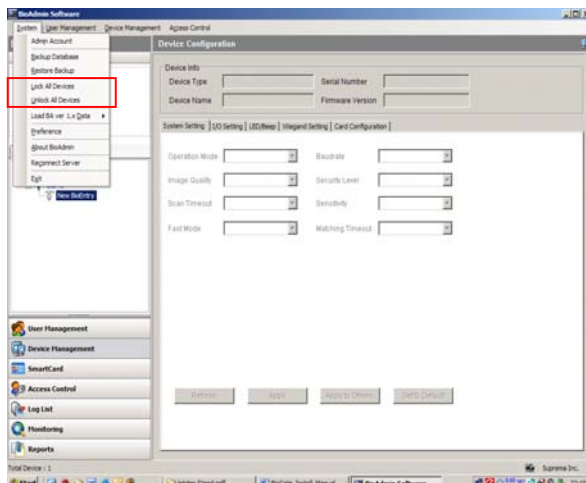 BioAdmin Software
System User Management Device Management Access Control
Admin Account
Backup Database
Restore Backup
Lock All Devices
Unlock All Devices
Load BA ver 1.x Data
Preference
About BioAdmin
Reconnect Server
Exit
New BioEntry
User Management
Device Management
SmartCard
Access Control
Log List
Monitoring
Reports
Device Configuration
Device Info
Device Type Serial Number
Device Name Firmware Version
System Setting I/O Setting LED/Beep Wiegand Setting Card Configuration
Operation Mode Baudrate
Image Quality Security Level
Scan Timeout Sensitivity
Fast Mode Matching Timeout
Refresh Apply Apply to Others Set to Default
Total Device : 1 Suprema Inc.